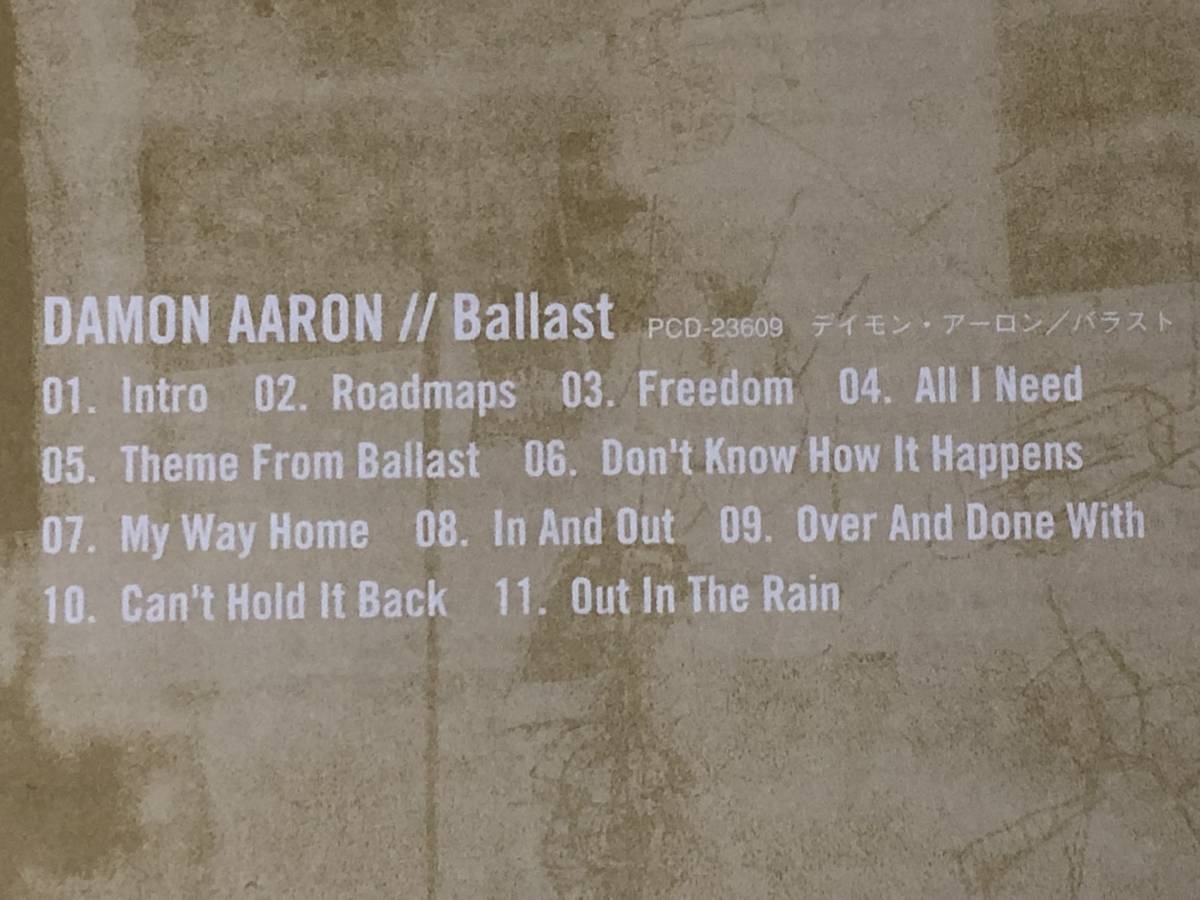 DAMON AARON // Ballast PCD-23609 デイモン・アーロン／バラスト
01. Intro 02. Roadmaps 03. Freedom 04. All I Need
05. Theme From Ballast 06. Don't Know How It Happens
07. My Way Home 08. In And Out 09. Over And Done With
10. Can't Hold It Back 11. Out In The Rain